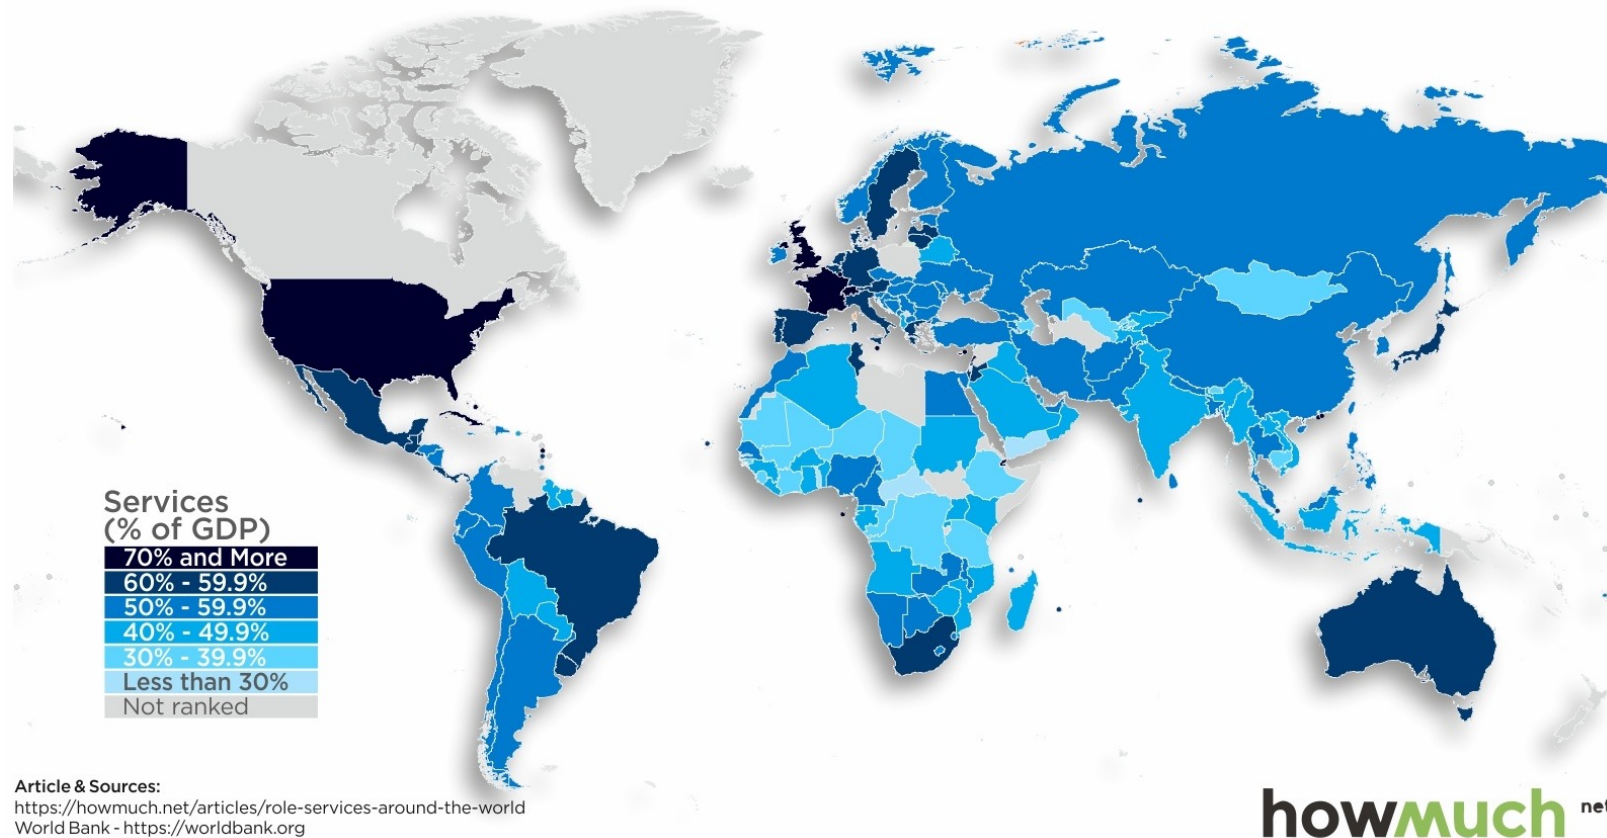 Services
(% of GDP)
70% and More
60% - 59.9%
50% - 59.9%
40% - 49.9%
30% - 39.9%
Less than 30%
Not ranked
Article & Sources:
https://howmuch.net/articles/role-services-around-the-world
World Bank - https://worldbank.org
howmuch net